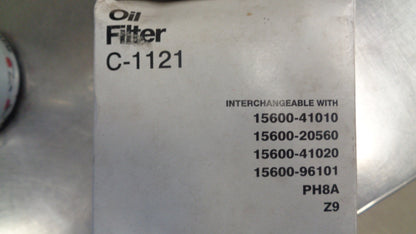 Oil
Filter
C-1121
INTERCHANGEABLE WITH
15600-41010
15600-20560
15600-41020
15600-96101
PH8A
Z9